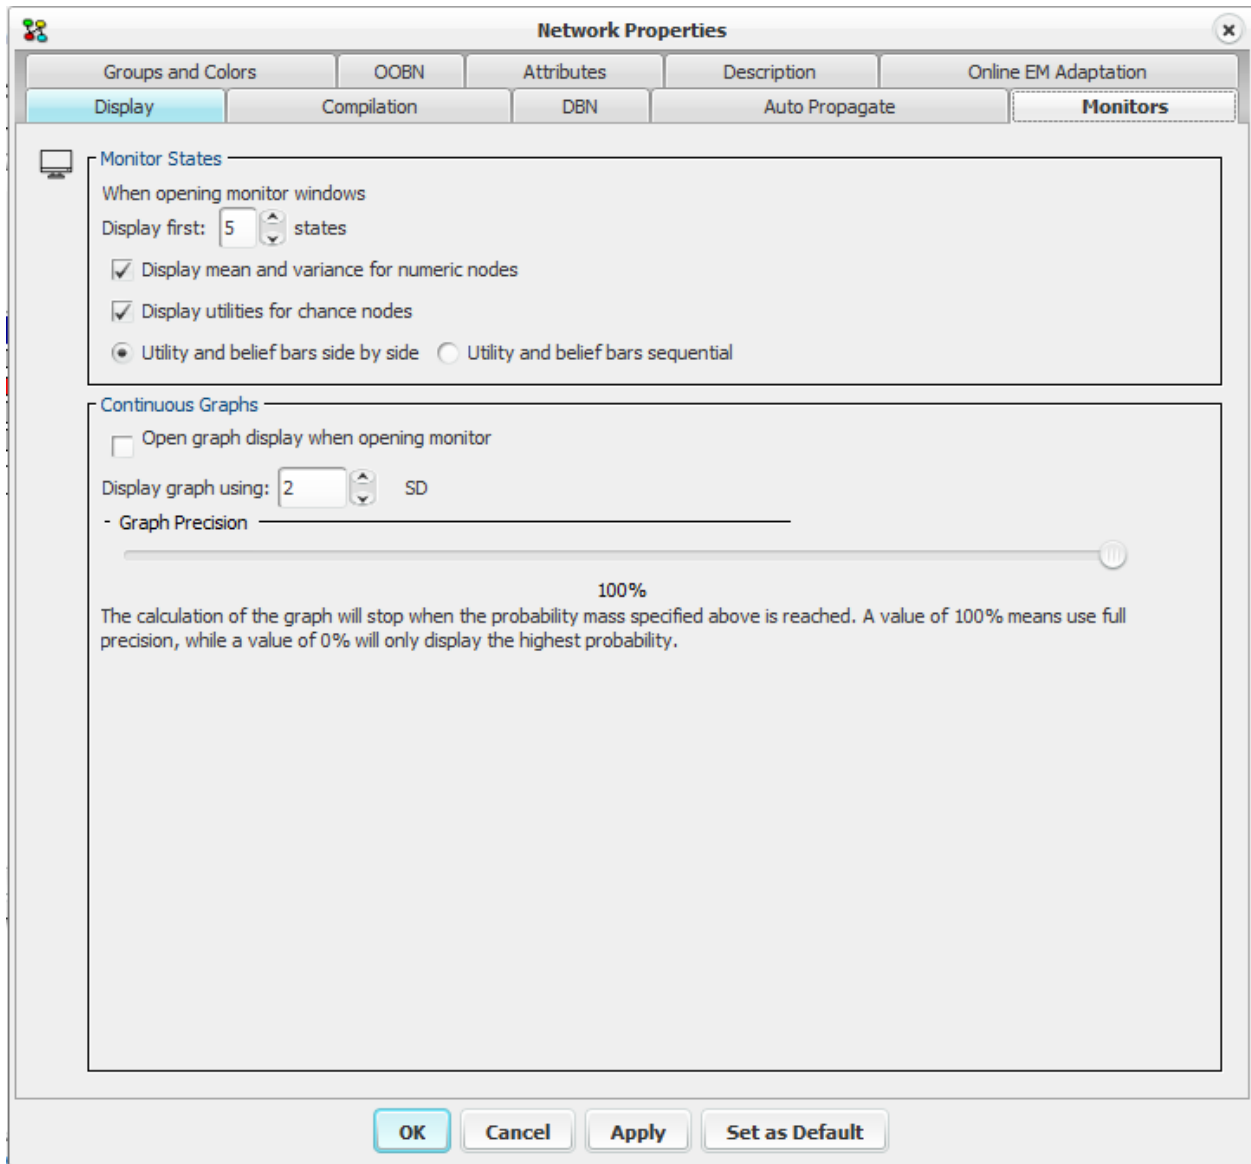 Network Properties
Groups and Colors OOBN Attributes Description Online EM Adaptation
Display Compilation DBN Auto Propagate Monitors
Monitor States
When opening monitor windows
Display first: 5 states
Display mean and variance for numeric nodes
Display utilities for chance nodes
Utility and belief bars side by side Utility and belief bars sequential
Continuous Graphs
Open graph display when opening monitor
Display graph using: 2 SD
- Graph Precision
100%
The calculation of the graph will stop when the probability mass specified above is reached. A value of 100% means use full
precision, while a value of 0% will only display the highest probability.
OK Cancel Apply Set as Default